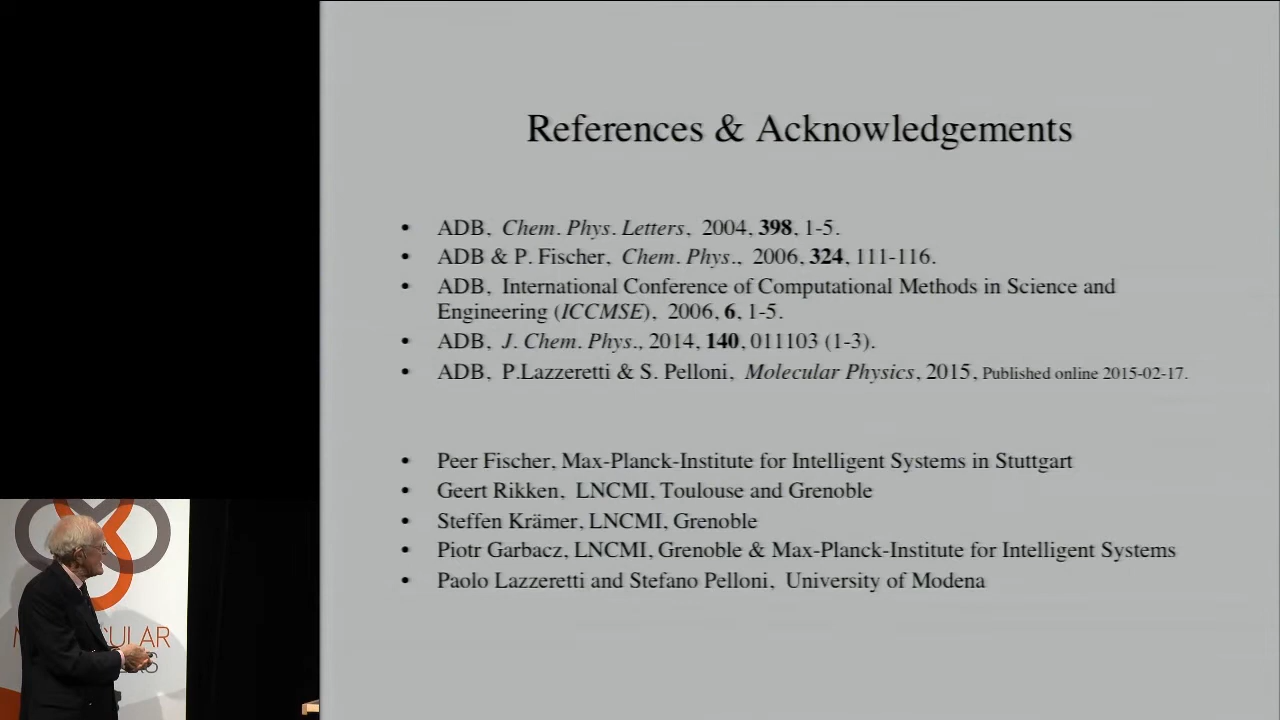 References & Acknowledgements
• ADB, Chem. Phys. Letters, 2004, 398, 1-5.
• ADB & P. Fischer, Chem. Phys., 2006, 324, 111-116.
• ADB, International Conference of Computational Methods in Science and
Engineering (ICCMSE), 2006, 6, 1-5.
• ADB, J. Chem. Phys., 2014, 140, 011103 (1-3).
• ADB, P.Lazzeretti & S. Pelloni, Molecular Physics, 2015, Published online 2015-02-17.
• Peer Fischer, Max-Planck-Institute for Intelligent Systems in Stuttgart
• Geert Rikken, LNCMI, Toulouse and Grenoble
• Steffen Krämer, LNCMI, Grenoble
• Piotr Garbacz, LNCMI, Grenoble & Max-Planck-Institute for Intelligent Systems
• Paolo Lazzeretti and Stefano Pelloni, University of Modena